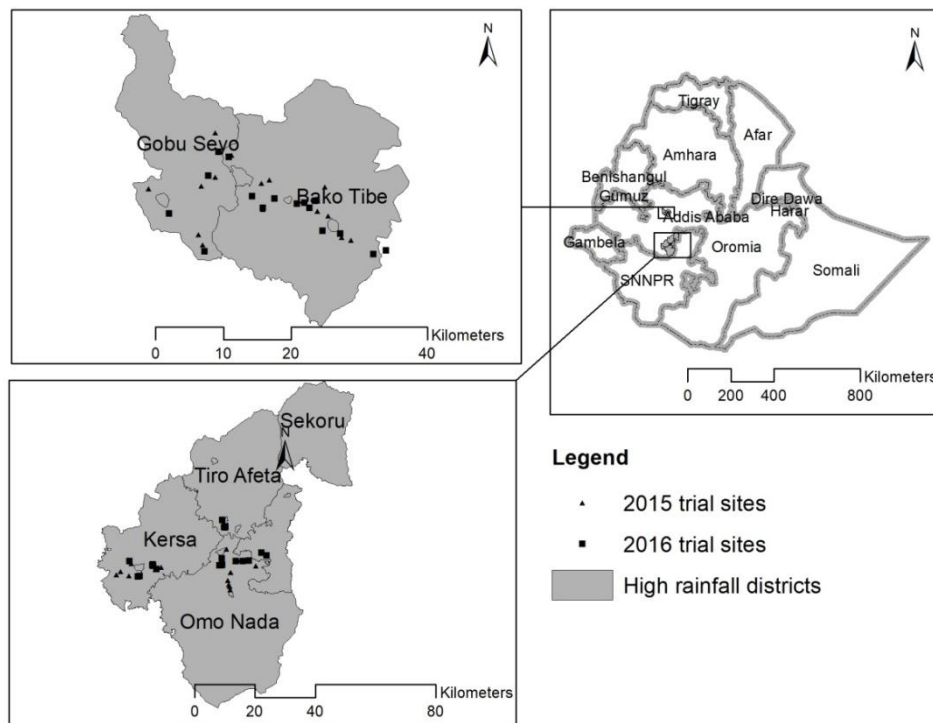 N
Gobu Seyo
Bako Tibe
Kilometers
0 10 20 40
N
Tigray
Afar
Amhara
Benishangul
Gumuz
Dire Dawa
Harar
Addis Ababa
Gambela
Oromia
SNNPR
Somali
Kilometers
0 200 400 800
Sekoru
N
Tiro Afeta
Kersa
Omo Nada
Kilometers
0 20 40 80
Legend
2015 trial sites
2016 trial sites
High rainfall districts